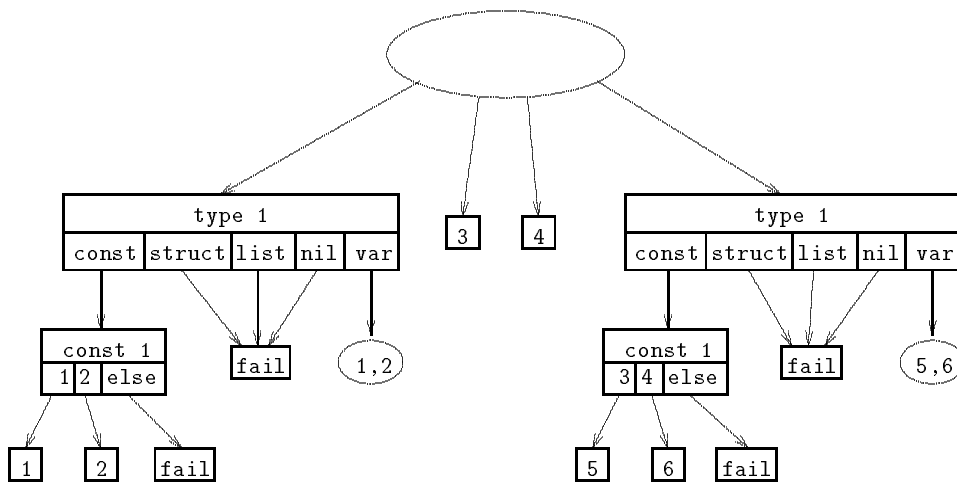 type 1
type 1
3
4
const struct list nil var
const struct list nil var
const 1
fail
1,2
const 1
fail
5,6
1 2 else
3 4 else
1
2
fail
5
6
fail